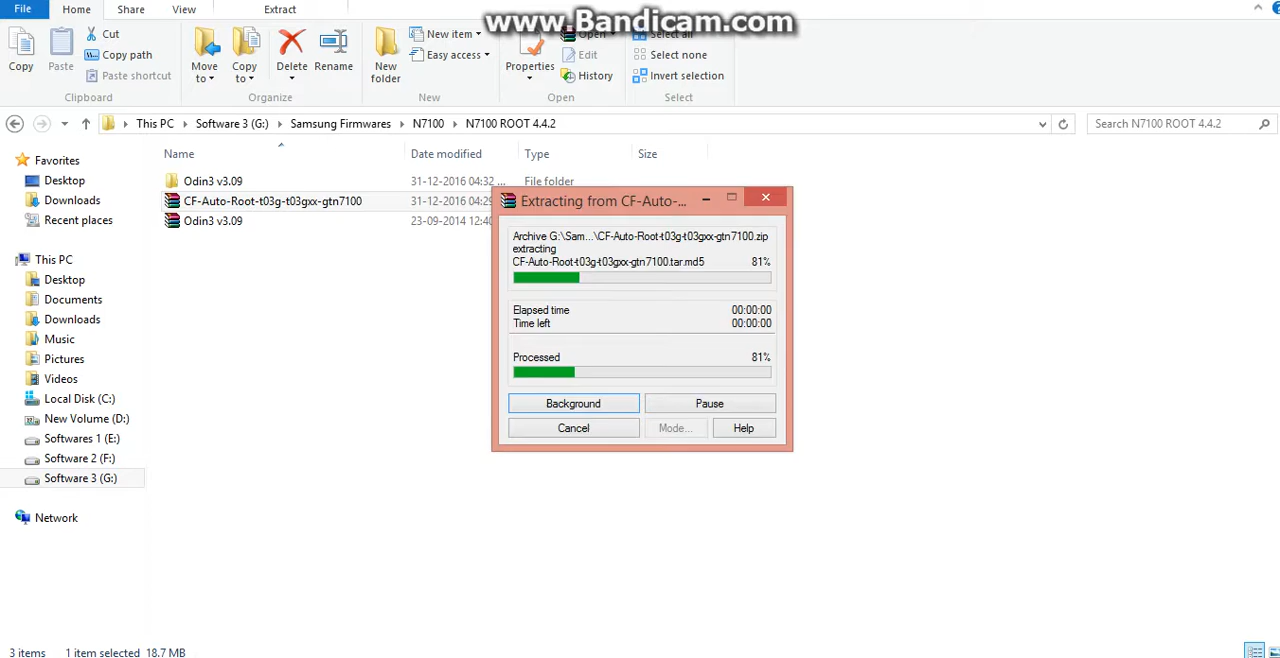 www.Bandicam.com
File
Home
Share
View
Extract
Copy
Paste
Cut
Copy path
Paste shortcut
Clipboard
Move to
Copy to
Delete
Rename
Organize
New folder
New item
Easy access
New
Properties
Open
Edit
History
Open
Select all
Select none
Invert selection
Select
This PC
Software 3 (G:)
Samsung Firmwares
N7100
N7100 ROOT 4.4.2
Search N7100 ROOT 4.4.2
Favorites
Desktop
Downloads
Recent places
This PC
Desktop
Documents
Downloads
Music
Pictures
Videos
Local Disk (C:)
New Volume (D:)
Softwares 1 (E:)
Software 2 (F:)
Software 3 (G:)
Network
Name
Date modified
Type
Size
Odin3 v3.09
31-12-2016 04:32 ...
File folder
CF-Auto-Root-t03g-t03gxx-gtn7100
31-12-2016 04:29
Odin3 v3.09
23-09-2014 12:40
Extracting from CF-Auto-...
Archive G:\Sam...\CF-Auto-Root-t03g-t03gxx-gtn7100.zip
extracting
CF-Auto-Root-t03g-t03gxx-gtn7100.tar.md5 81%
Elapsed time 00:00:00
Time left 00:00:00
Processed 81%
Background
Pause
Cancel
Mode...
Help
3 items
1 item selected 18.7 MB